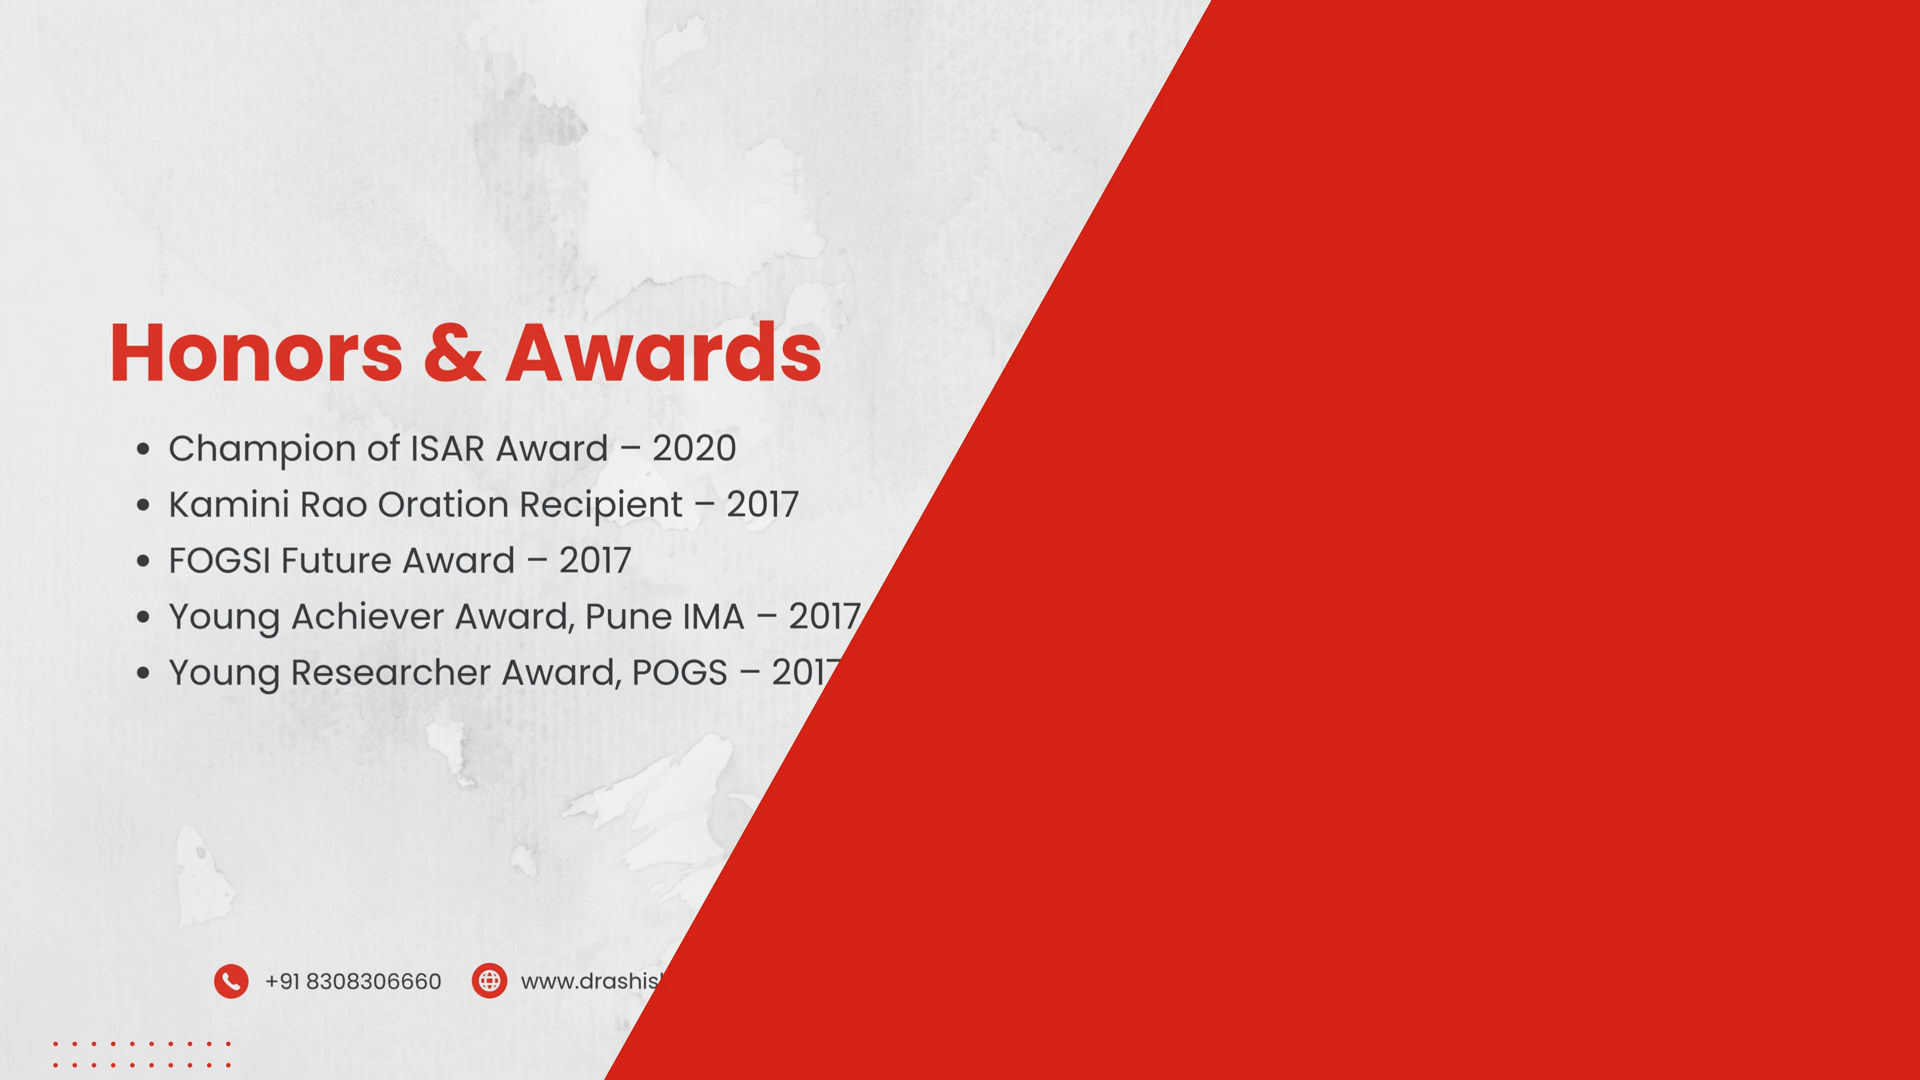 Honors & Awards
• Champion of ISAR Award – 2020
• Kamini Rao Oration Recipient – 2017
• FOGSI Future Award – 2017
• Young Achiever Award, Pune IMA – 2017
• Young Researcher Award, POGS – 2017
+91 8308306660